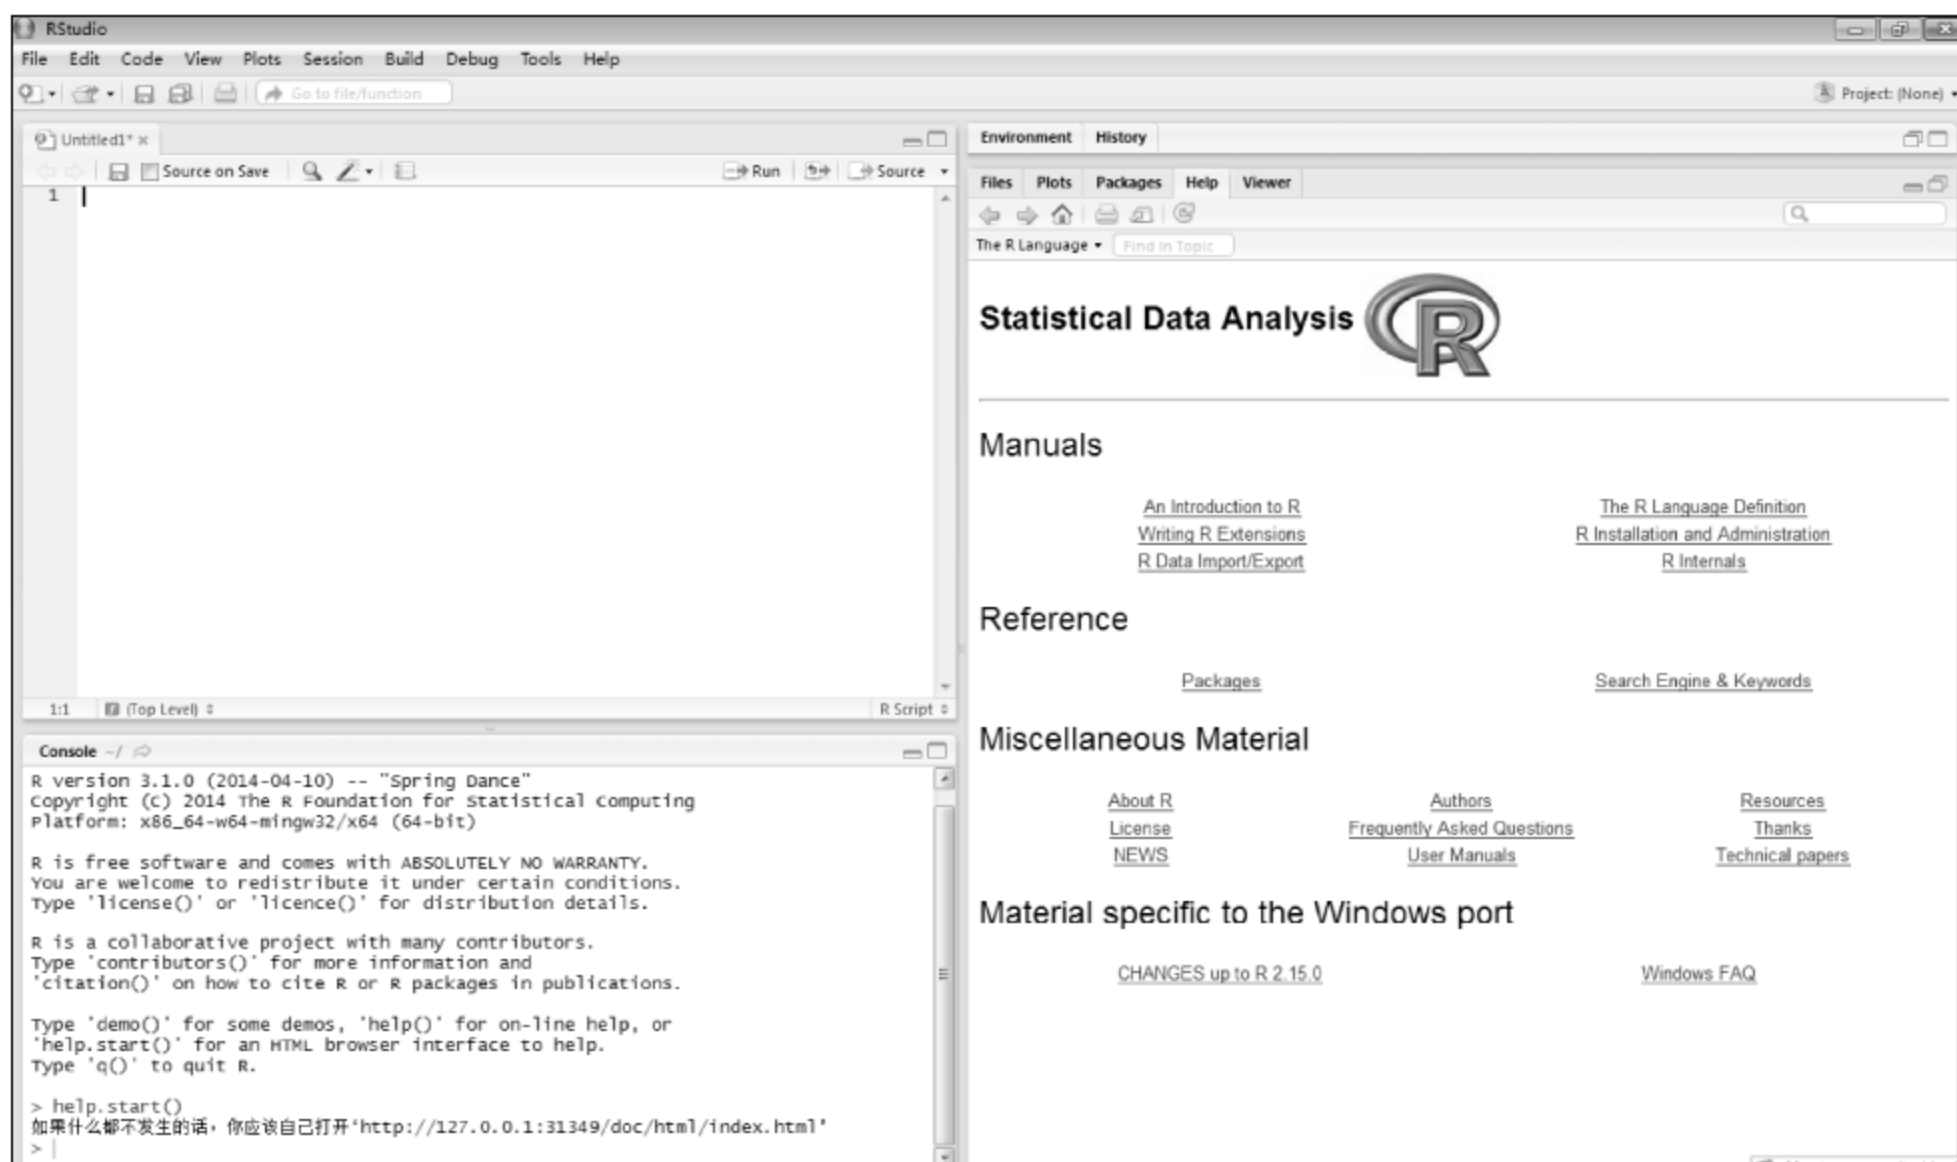 RStudio
File Edit Code View Plots Session Build Debug Tools Help
Go to file/function
Project: (None)
Untitled1*
Source on Save Run Source
1
1:1 (Top Level) R Script
Console ~/
R version 3.1.0 (2014-04-10) -- "Spring Dance"
Copyright (C) 2014 The R Foundation for Statistical Computing
Platform: x86_64-w64-mingw32/x64 (64-bit)
R is free software and comes with ABSOLUTELY NO WARRANTY.
You are welcome to redistribute it under certain conditions.
Type 'license()' or 'licence()' for distribution details.
R is a collaborative project with many contributors.
Type 'contributors()' for more information and
'citation()' on how to cite R or R packages in publications.
Type 'demo()' for some demos, 'help()' for on-line help, or
'help.start()' for an HTML browser interface to help.
Type 'q()' to quit R.
> help.start()
如果什么都不发生的话，你应该自己打开‘http://127.0.0.1:31349/doc/html/index.html’
>
Environment History
Files Plots Packages Help Viewer
The R Language Find in Topic
Statistical Data Analysis R
Manuals
An Introduction to R The R Language Definition
Writing R Extensions R Installation and Administration
R Data Import/Export R Internals
Reference
Packages Search Engine & Keywords
Miscellaneous Material
About R Authors Resources
License Frequently Asked Questions Thanks
NEWS User Manuals Technical papers
Material specific to the Windows port
CHANGES up to R 2.15.0 Windows FAQ